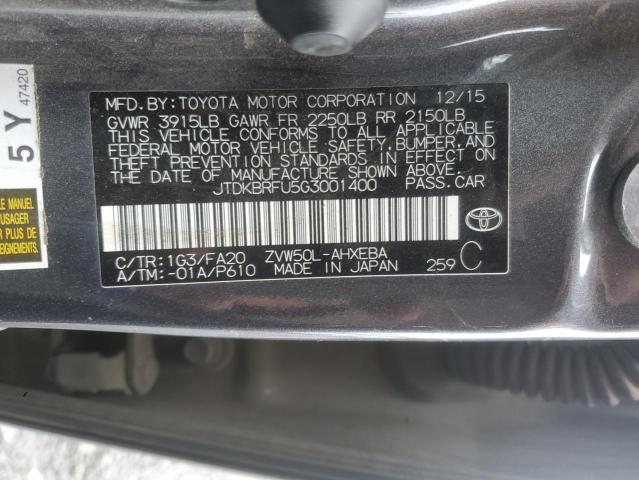 5 Y
47420
MFD.BY:TOYOTA MOTOR CORPORATION 12/15
GVWR 3915LB GAWR FR 2250LB RR 2150LB
THIS VEHICLE CONFORMS TO ALL APPLICABLE
FEDERAL MOTOR VEHICLE SAFETY,BUMPER,AND
THEFT PREVENTION STANDARDS IN EFFECT ON
THE DATE OF MANUFACTURE SHOWN ABOVE.
JTDKBRFU5G3001400 PASS.CAR
C/TR:1G3/FA20 ZVW50L-AHXEBA
A/TM:-01A/P610 MADE IN JAPAN 259 C
MANUAL